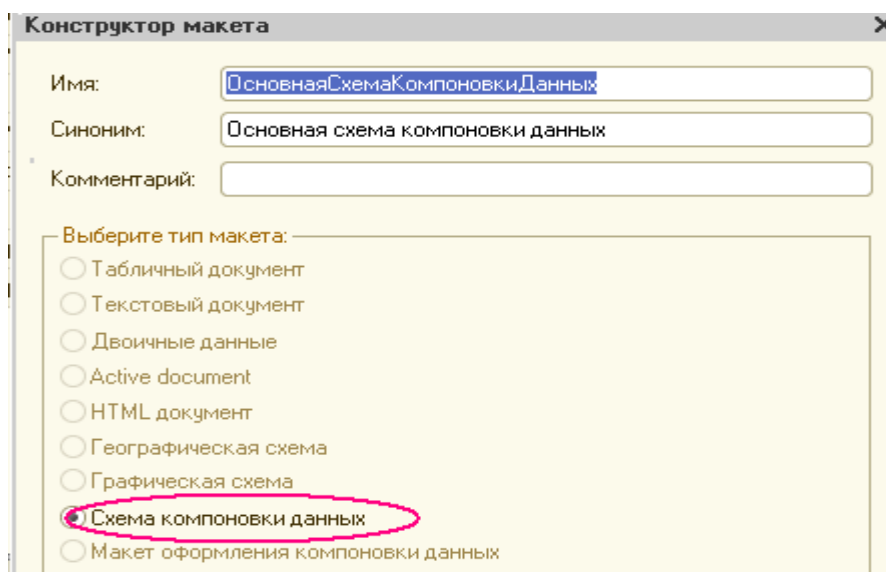 Конструктор макета
Имя: ОсновнаяСхемаКомпоновкиДанных
Синоним: Основная схема компоновки данных
Комментарий:
Выберите тип макета:
Табличный документ
Текстовый документ
Двоичные данные
Active document
HTML документ
Географическая схема
Графическая схема
Схема компоновки данных
Макет оформления компоновки данных